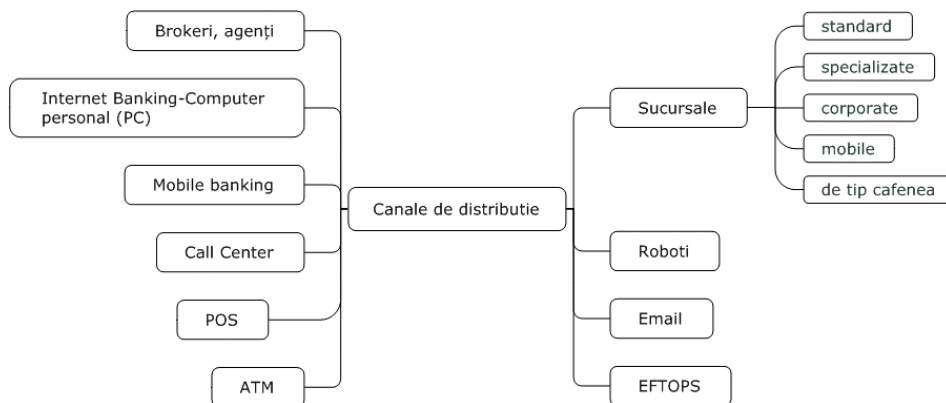 Brokeri, agenți
Internet Banking-Computer
personal (PC)
Mobile banking
Call Center
POS
ATM
Canale de distributie
Sucursale
standard
specializate
corporate
mobile
de tip cafenea
Roboti
Email
EFTOPS